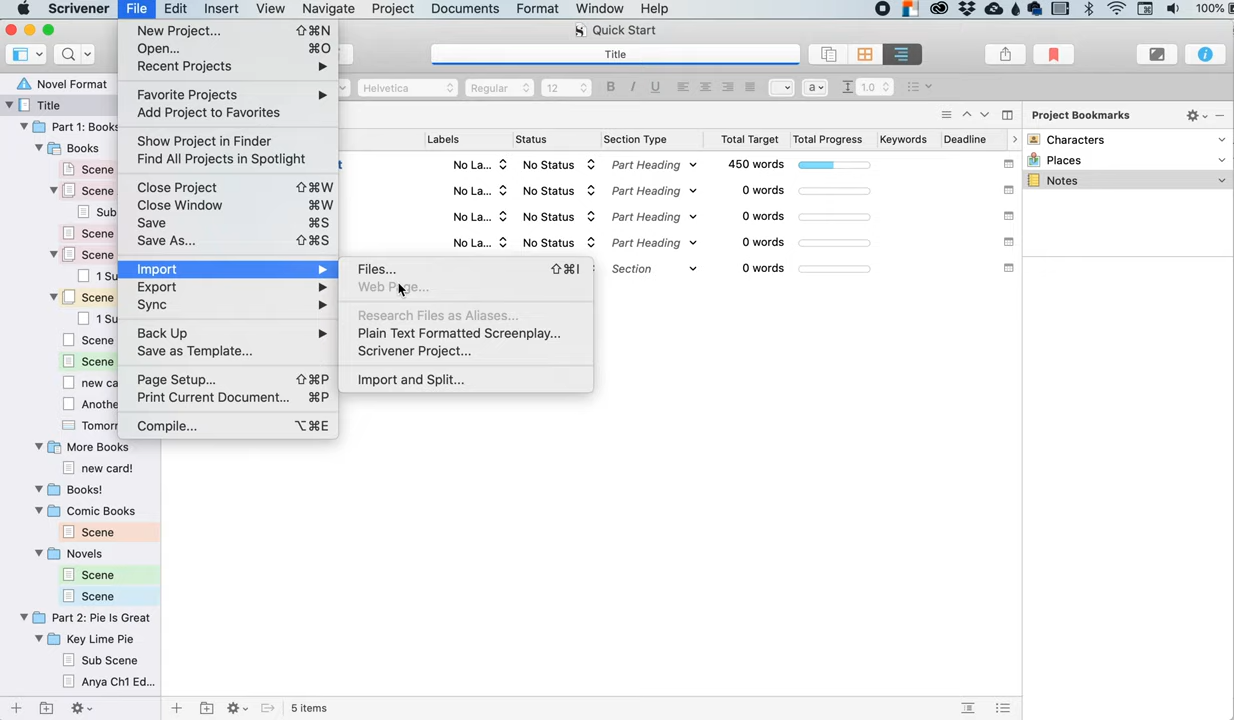 Scrivener File Edit Insert View Navigate Project Documents Format Window Help 100%
Quick Start
Title
Novel Format
Title
Part 1: Books
Books
Scene
Scene
Sub
Scene
Scene
1 Su
Scene
1 Su
Scene
Scene
new ca
Anothe
Tomorr
More Books
new card!
Books!
Comic Books
Scene
Novels
Scene
Scene
Part 2: Pie Is Great
Key Lime Pie
Sub Scene
Anya Ch1 Ed...
New Project... ⇧⌘N
Open... ⌘O
Recent Projects
Favorite Projects
Add Project to Favorites
Show Project in Finder
Find All Projects in Spotlight
Close Project ⇧⌘W
Close Window ⌘W
Save ⌘S
Save As... ⇧⌘S
Import
Export
Sync
Back Up
Save as Template...
Page Setup... ⇧⌘P
Print Current Document... ⌘P
Compile... ⌥⌘E
Files... ⇧⌘I
Web Page...
Research Files as Aliases...
Plain Text Formatted Screenplay...
Scrivener Project...
Import and Split...
Helvetica Regular 12 B I U a 1.0
Labels Status Section Type Total Target Total Progress Keywords Deadline
No La... No Status Part Heading 450 words
No La... No Status Part Heading 0 words
No La... No Status Part Heading 0 words
No La... No Status Part Heading 0 words
Section 0 words
5 items
Project Bookmarks
Characters
Places
Notes